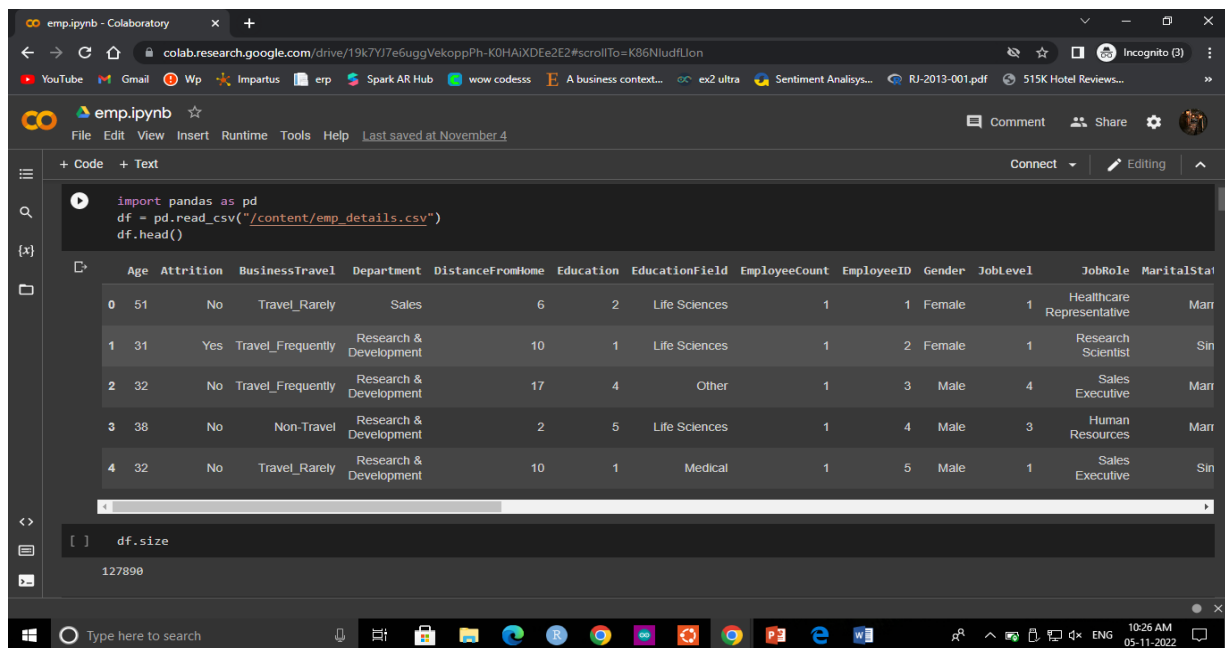 emp.ipynb - Colaboratory
colab.research.google.com/drive/19k7YJ7e6uggVekoppPh-K0HAiXDEe2E2#scrollTo=K86NIudfLIon
Incognito (3)
YouTube Gmail Wp Impartus erp Spark AR Hub wow codesss A business context... ex2 ultra Sentiment Analisys... RJ-2013-001.pdf 515K Hotel Reviews... »
emp.ipynb
Comment Share
File Edit View Insert Runtime Tools Help Last saved at November 4
+ Code + Text
Connect Editing
import pandas as pd
df = pd.read_csv("/content/emp_details.csv")
df.head()
{x}
Age Attrition BusinessTravel Department DistanceFromHome Education EducationField EmployeeCount EmployeeID Gender JobLevel JobRole MaritalStat
0 51 No Travel_Rarely Sales 6 2 Life Sciences 1 1 Female 1 Healthcare Representative Marr
1 31 Yes Travel_Frequently Research & Development 10 1 Life Sciences 1 2 Female 1 Research Scientist Sin
2 32 No Travel_Frequently Research & Development 17 4 Other 1 3 Male 4 Sales Executive Marr
3 38 No Non-Travel Research & Development 2 5 Life Sciences 1 4 Male 3 Human Resources Marr
4 32 No Travel_Rarely Research & Development 10 1 Medical 1 5 Male 1 Sales Executive Sin
[ ] df.size
127890
Type here to search
ENG
10:26 AM
05-11-2022